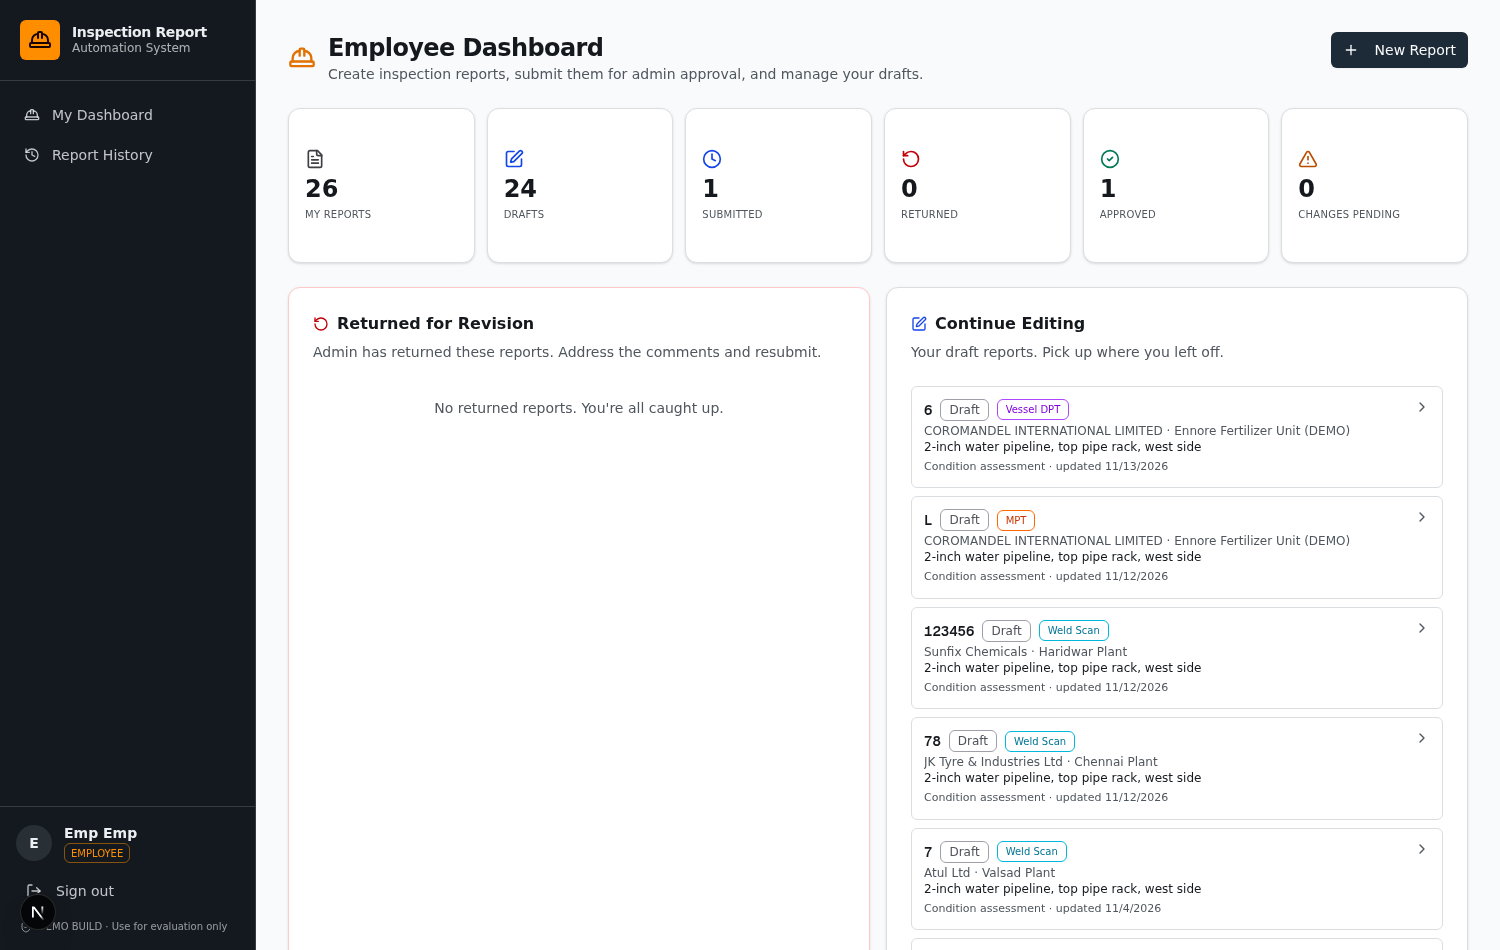 Inspection Report
Automation System
My Dashboard
Report History
Emp Emp
E
EMPLOYEE
Sign out
N
EMO BUILD · Use for evaluation only
Employee Dashboard
Create inspection reports, submit them for admin approval, and manage your drafts.
New Report
26
MY REPORTS
24
DRAFTS
1
SUBMITTED
0
RETURNED
1
APPROVED
0
CHANGES PENDING
Returned for Revision
Admin has returned these reports. Address the comments and resubmit.
No returned reports. You're all caught up.
Continue Editing
Your draft reports. Pick up where you left off.
6 Draft Vessel DPT
COROMANDEL INTERNATIONAL LIMITED · Ennore Fertilizer Unit (DEMO)
2-inch water pipeline, top pipe rack, west side
Condition assessment · updated 11/13/2026
L Draft MPT
COROMANDEL INTERNATIONAL LIMITED · Ennore Fertilizer Unit (DEMO)
2-inch water pipeline, top pipe rack, west side
Condition assessment · updated 11/12/2026
123456 Draft Weld Scan
Sunfix Chemicals · Haridwar Plant
2-inch water pipeline, top pipe rack, west side
Condition assessment · updated 11/12/2026
78 Draft Weld Scan
JK Tyre & Industries Ltd · Chennai Plant
2-inch water pipeline, top pipe rack, west side
Condition assessment · updated 11/12/2026
7 Draft Weld Scan
Atul Ltd · Valsad Plant
2-inch water pipeline, top pipe rack, west side
Condition assessment · updated 11/4/2026